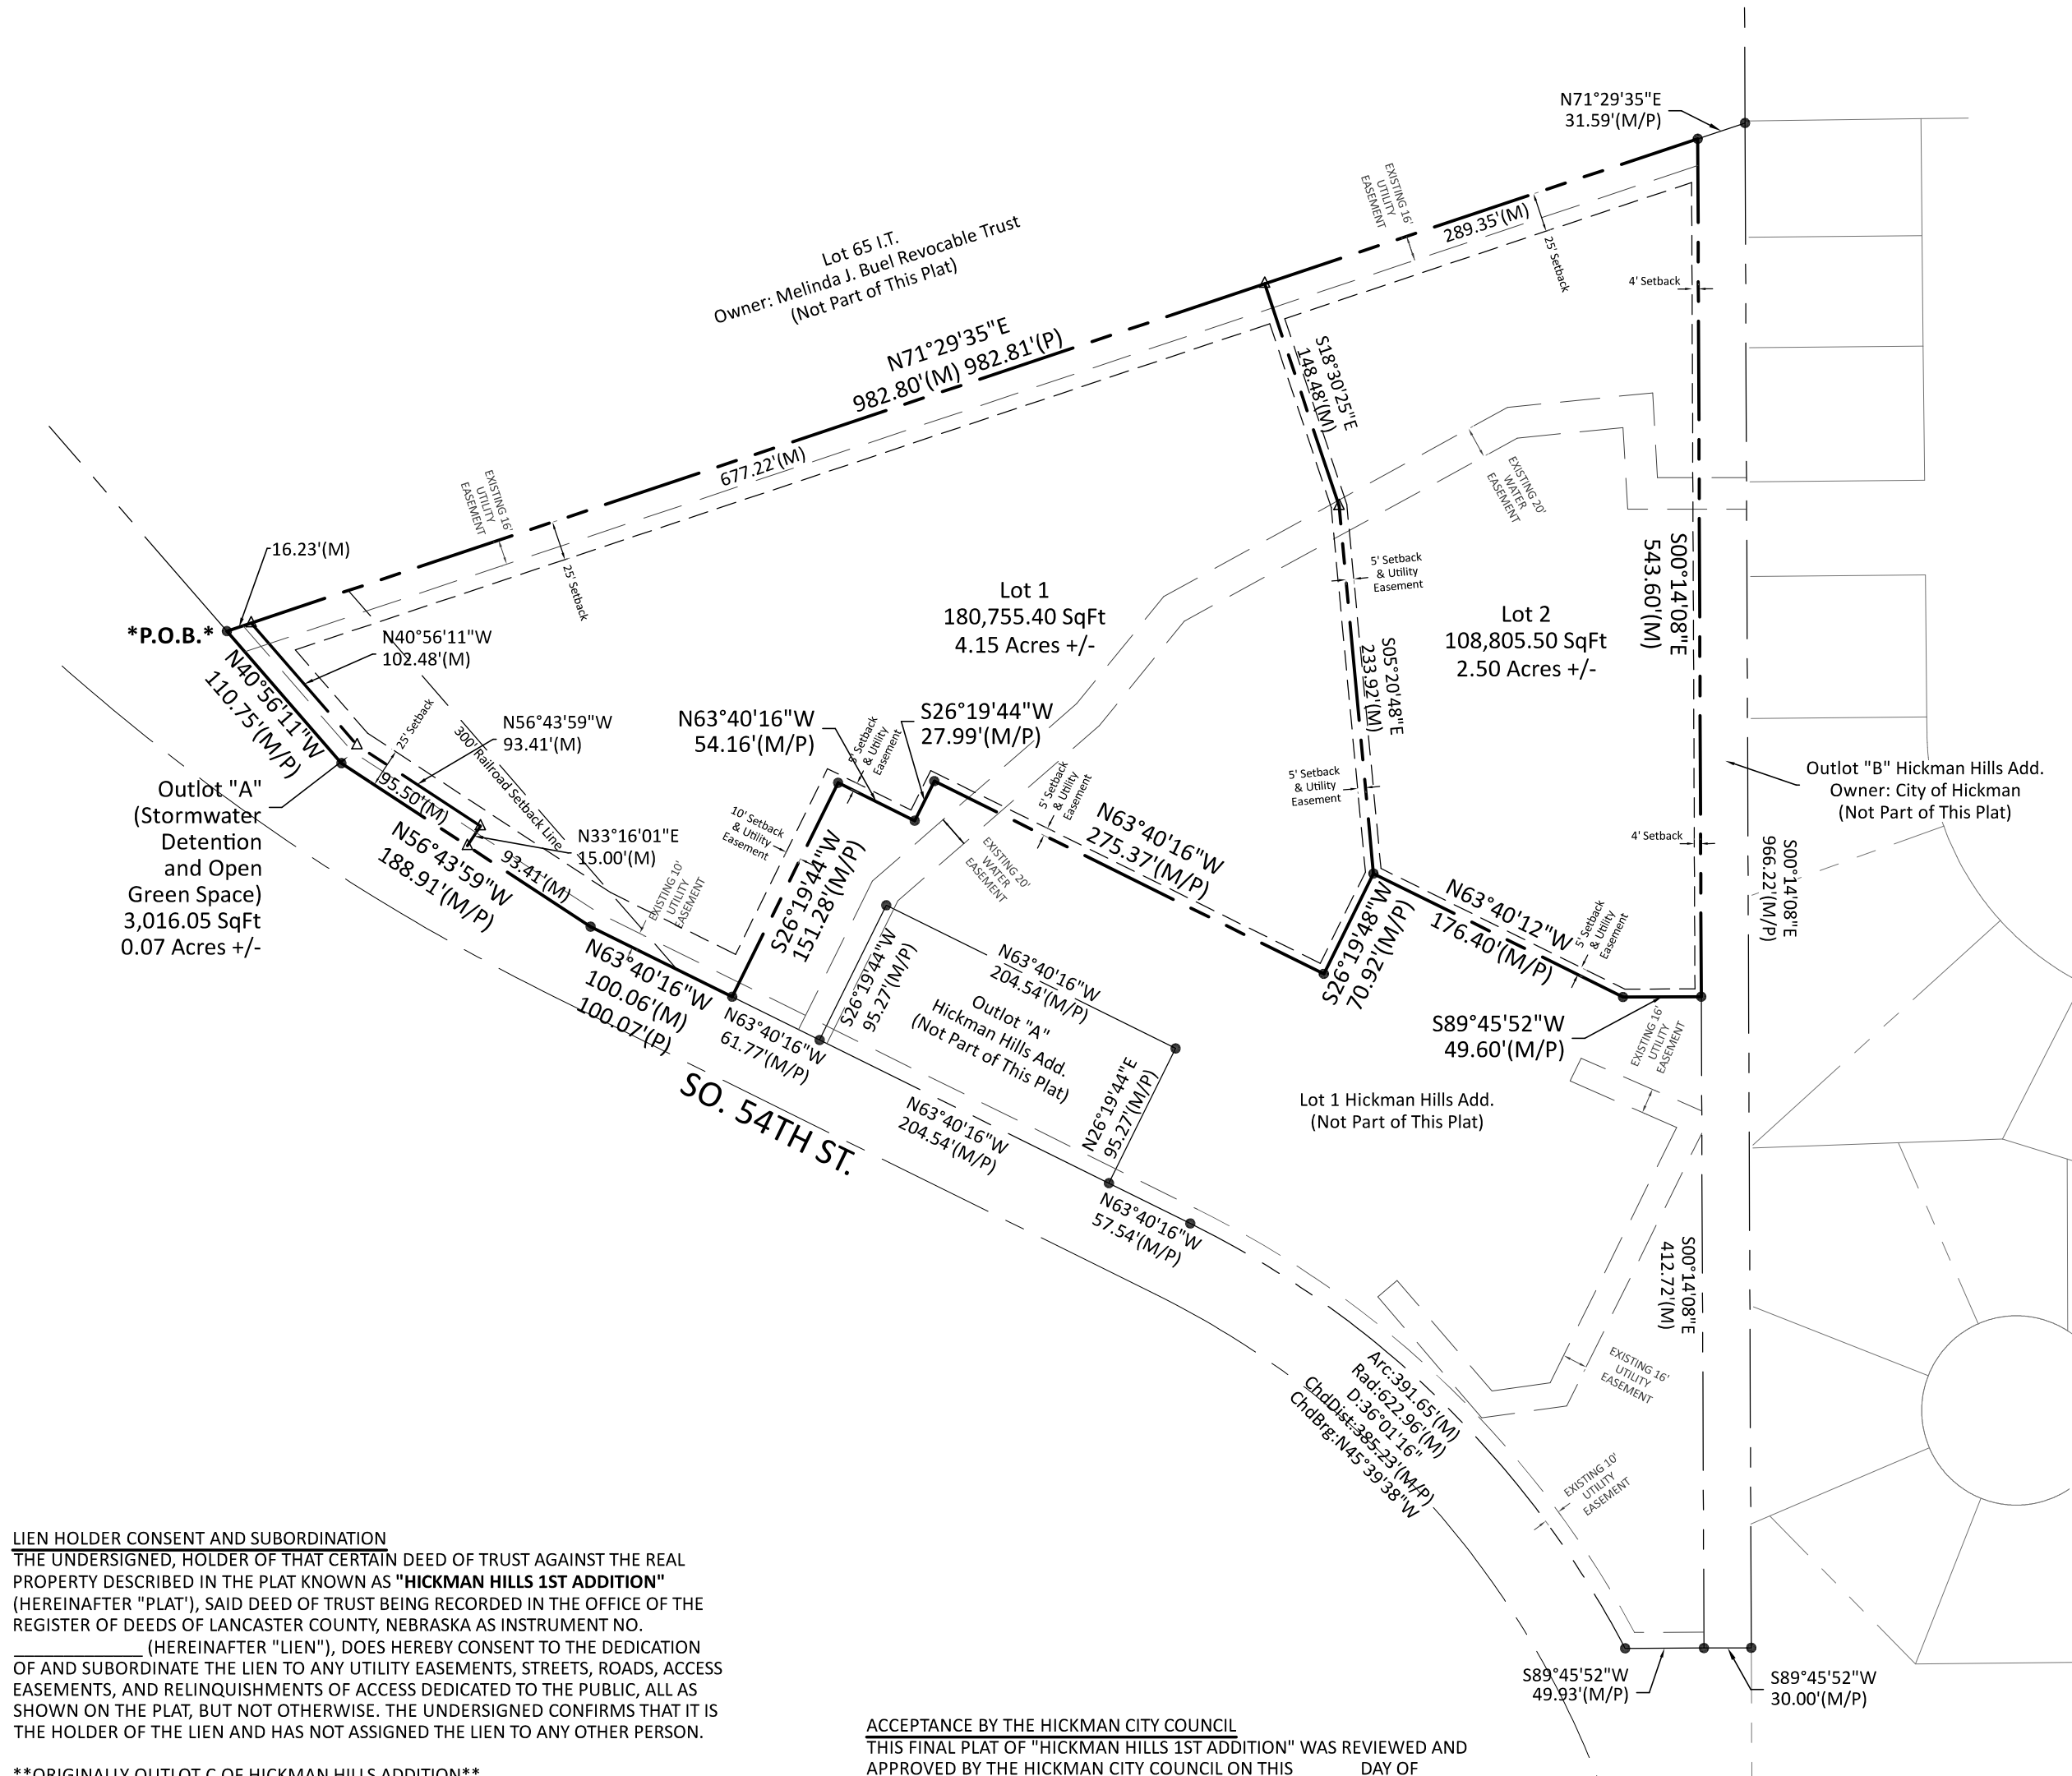 N71°29'35"E
31.59'(M/P)
EXISTING 16'
UTILITY
EASEMENT
289.35'(M)
25' Setback
Lot 65 I.T.
Owner: Melinda J. Buel Revocable Trust
(Not Part of This Plat)
4' Setback
N71°29'35"E
982.80'(M) 982.81'(P)
S18°30'25"E
148.48'(M)
677.22'(M)
EXISTING 16'
UTILITY
EASEMENT
25' Setback
EXISTING 20'
WATER
EASEMENT
16.23'(M)
S00°14'08"E
543.60'(M)
5' Setback
& Utility
Easement
Lot 1
180,755.40 SqFt
4.15 Acres +/-
Lot 2
108,805.50 SqFt
2.50 Acres +/-
*P.O.B.*
N40°56'11"W
102.48'(M)
N40°56'11"W
110.75'(M/P)
S05°20'48"E
233.92'(M)
25' Setback
N56°43'59"W
93.41'(M)
300' Railroad Setback Line
N63°40'16"W
54.16'(M/P)
5' Setback
& Utility
Easement
S26°19'44"W
27.99'(M/P)
5' Setback
& Utility
Easement
5' Setback
& Utility
Easement
Outlot "B" Hickman Hills Add.
Owner: City of Hickman
(Not Part of This Plat)
Outlot "A"
(Stormwater
Detention
and Open
Green Space)
3,016.05 SqFt
0.07 Acres +/-
95.50'(M)
N56°43'59"W
188.91'(M/P)
93.41'(M)
N33°16'01"E
15.00'(M)
10' Setback
& Utility
Easement
EXISTING 10'
UTILITY
EASEMENT
S26°19'44"W
151.28'(M/P)
EXISTING 20'
WATER
EASEMENT
N63°40'16"W
275.37'(M/P)
4' Setback
S00°14'08"E
966.22'(M/P)
N63°40'12"W
176.40'(M/P)
5' Setback
& Utility
Easement
S26°19'48"W
70.92'(M/P)
N63°40'16"W
100.06'(M)
100.07'(P)
S26°19'44"W
95.27'(M/P)
N63°40'16"W
204.54'(M/P)
Outlot "A"
Hickman Hills Add.
(Not Part of This Plat)
N63°40'16"W
61.77'(M/P)
S89°45'52"W
49.60'(M/P)
EXISTING 16'
UTILITY
EASEMENT
SO. 54TH ST.
N26°19'44"E
95.27'(M/P)
Lot 1 Hickman Hills Add.
(Not Part of This Plat)
N63°40'16"W
204.54'(M/P)
N63°40'16"W
57.54'(M/P)
S00°14'08"E
412.72'(M)
EXISTING 16'
UTILITY
EASEMENT
Arc:391.65'(M)
Rad:622.96'(M)
D:36°01'16"
ChdDist:385.23'(M/P)
ChdBrg:N45°39'38"W
EXISTING 10'
UTILITY
EASEMENT
S89°45'52"W
49.93'(M/P)
S89°45'52"W
30.00'(M/P)
LIEN HOLDER CONSENT AND SUBORDINATION
THE UNDERSIGNED, HOLDER OF THAT CERTAIN DEED OF TRUST AGAINST THE REAL
PROPERTY DESCRIBED IN THE PLAT KNOWN AS "HICKMAN HILLS 1ST ADDITION"
(HEREINAFTER "PLAT'), SAID DEED OF TRUST BEING RECORDED IN THE OFFICE OF THE
REGISTER OF DEEDS OF LANCASTER COUNTY, NEBRASKA AS INSTRUMENT NO.
______________ (HEREINAFTER "LIEN"), DOES HEREBY CONSENT TO THE DEDICATION
OF AND SUBORDINATE THE LIEN TO ANY UTILITY EASEMENTS, STREETS, ROADS, ACCESS
EASEMENTS, AND RELINQUISHMENTS OF ACCESS DEDICATED TO THE PUBLIC, ALL AS
SHOWN ON THE PLAT, BUT NOT OTHERWISE. THE UNDERSIGNED CONFIRMS THAT IT IS
THE HOLDER OF THE LIEN AND HAS NOT ASSIGNED THE LIEN TO ANY OTHER PERSON.
**ORIGINALLY OUTLOT C OF HICKMAN HILLS ADDITION**
ACCEPTANCE BY THE HICKMAN CITY COUNCIL
THIS FINAL PLAT OF "HICKMAN HILLS 1ST ADDITION" WAS REVIEWED AND
APPROVED BY THE HICKMAN CITY COUNCIL ON THIS ______ DAY OF